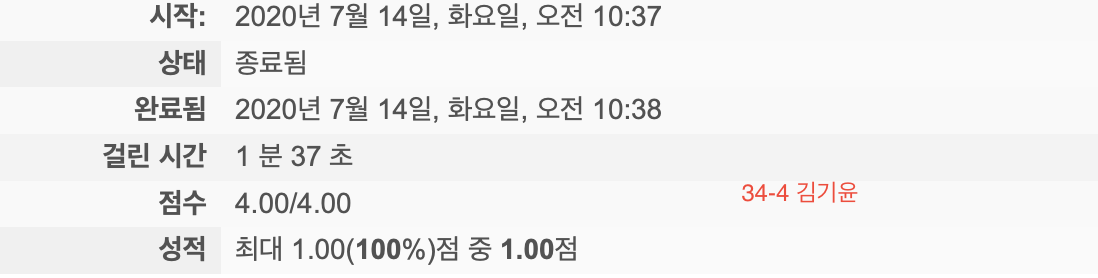 시작: 2020년 7월 14일, 화요일, 오전 10:37
상태 종료됨
완료됨 2020년 7월 14일, 화요일, 오전 10:38
걸린 시간 1 분 37 초
점수 4.00/4.00
34-4 김기윤
성적 최대 1.00(100%)점 중 1.00점